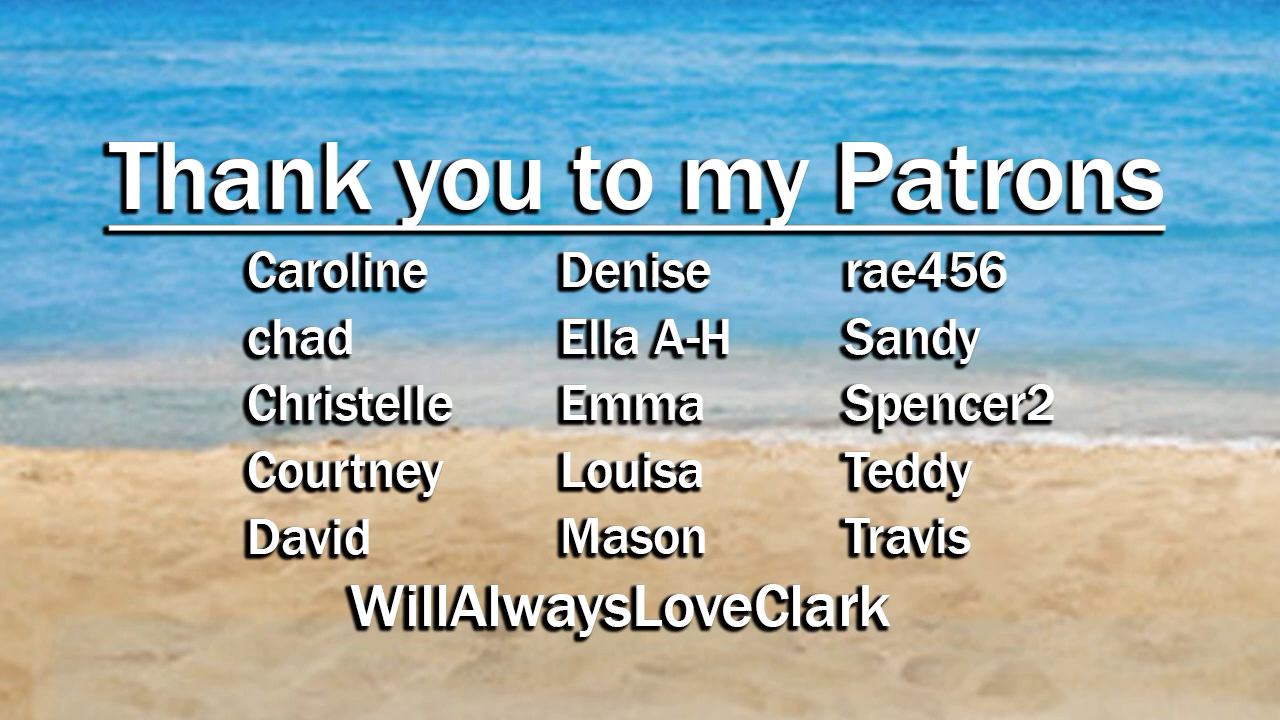 Thank you to my Patrons
Caroline Denise rae456
chad Ella A-H Sandy
Christelle Emma Spencer2
Courtney Louisa Teddy
David Mason Travis
WillAlwaysLoveClark